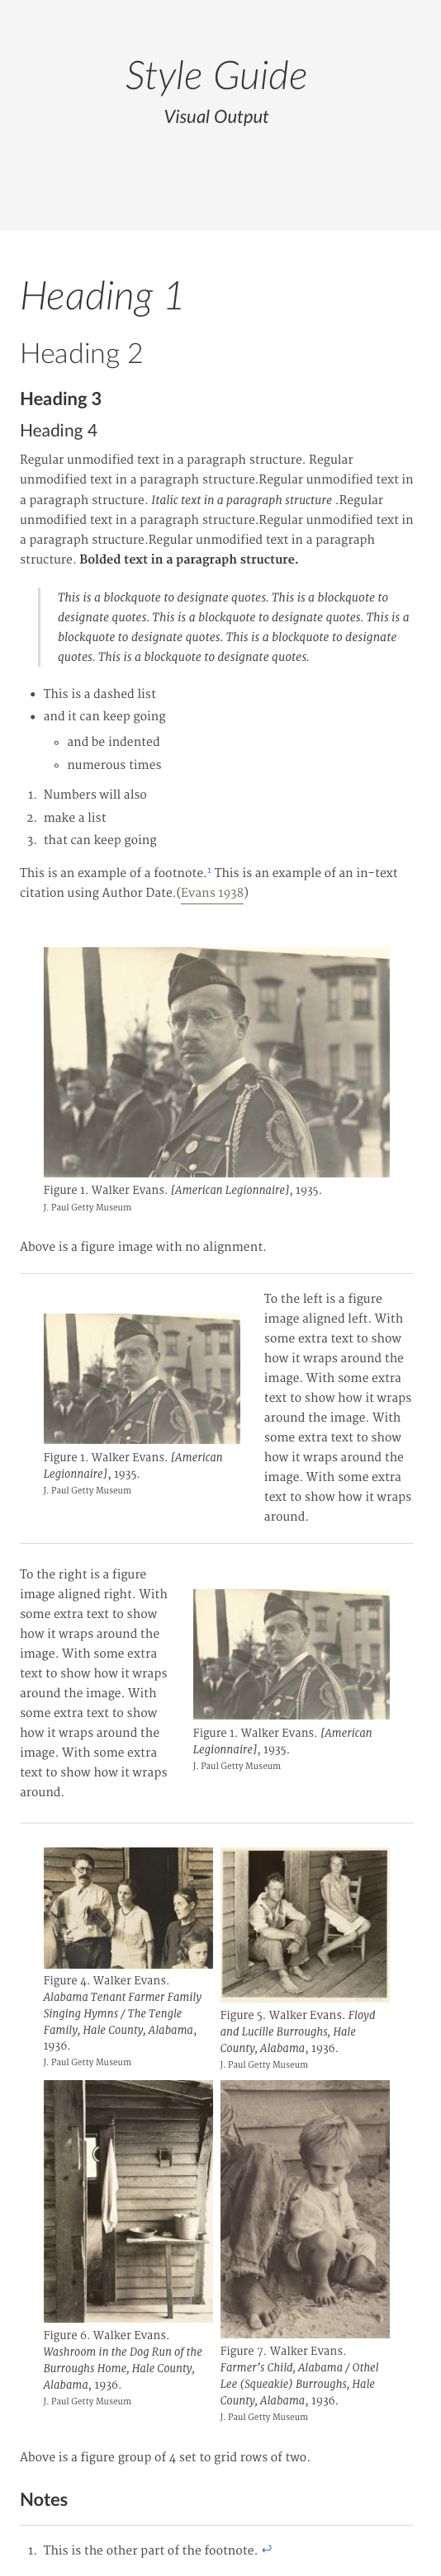 Style Guide
Visual Output
Heading 1
Heading 2
Heading 3
Heading 4
Regular unmodified text in a paragraph structure. Regular
unmodified text in a paragraph structure.Regular unmodified text in
a paragraph structure. Italic text in a paragraph structure .Regular
unmodified text in a paragraph structure.Regular unmodified text in
a paragraph structure.Regular unmodified text in a paragraph
structure. Bolded text in a paragraph structure.
This is a blockquote to designate quotes. This is a blockquote to
designate quotes. This is a blockquote to designate quotes. This is a
blockquote to designate quotes. This is a blockquote to designate
quotes. This is a blockquote to designate quotes.
• This is a dashed list
• and it can keep going
◦ and be indented
◦ numerous times
1. Numbers will also
2. make a list
3. that can keep going
This is an example of a footnote.1 This is an example of an in-text
citation using Author Date.(Evans 1938)
Figure 1. Walker Evans. [American Legionnaire], 1935.
J. Paul Getty Museum
Above is a figure image with no alignment.
To the left is a figure
image aligned left. With
some extra text to show
how it wraps around the
image. With some extra
text to show how it wraps
around the image. With
some extra text to show
how it wraps around the
image. With some extra
text to show how it wraps
around.
Figure 1. Walker Evans. [American
Legionnaire], 1935.
J. Paul Getty Museum
To the right is a figure
image aligned right. With
some extra text to show
how it wraps around the
image. With some extra
text to show how it wraps
around the image. With
some extra text to show
how it wraps around the
image. With some extra
text to show how it wraps
around.
Figure 1. Walker Evans. [American
Legionnaire], 1935.
J. Paul Getty Museum
Figure 4. Walker Evans.
Alabama Tenant Farmer Family
Singing Hymns / The Tengle
Family, Hale County, Alabama,
1936.
J. Paul Getty Museum
Figure 5. Walker Evans. Floyd
and Lucille Burroughs, Hale
County, Alabama, 1936.
J. Paul Getty Museum
Figure 6. Walker Evans.
Washroom in the Dog Run of the
Burroughs Home, Hale County,
Alabama, 1936.
J. Paul Getty Museum
Figure 7. Walker Evans.
Farmer's Child, Alabama / Othel
Lee (Squeakie) Burroughs, Hale
County, Alabama, 1936.
J. Paul Getty Museum
Above is a figure group of 4 set to grid rows of two.
Notes
1. This is the other part of the footnote. ↩